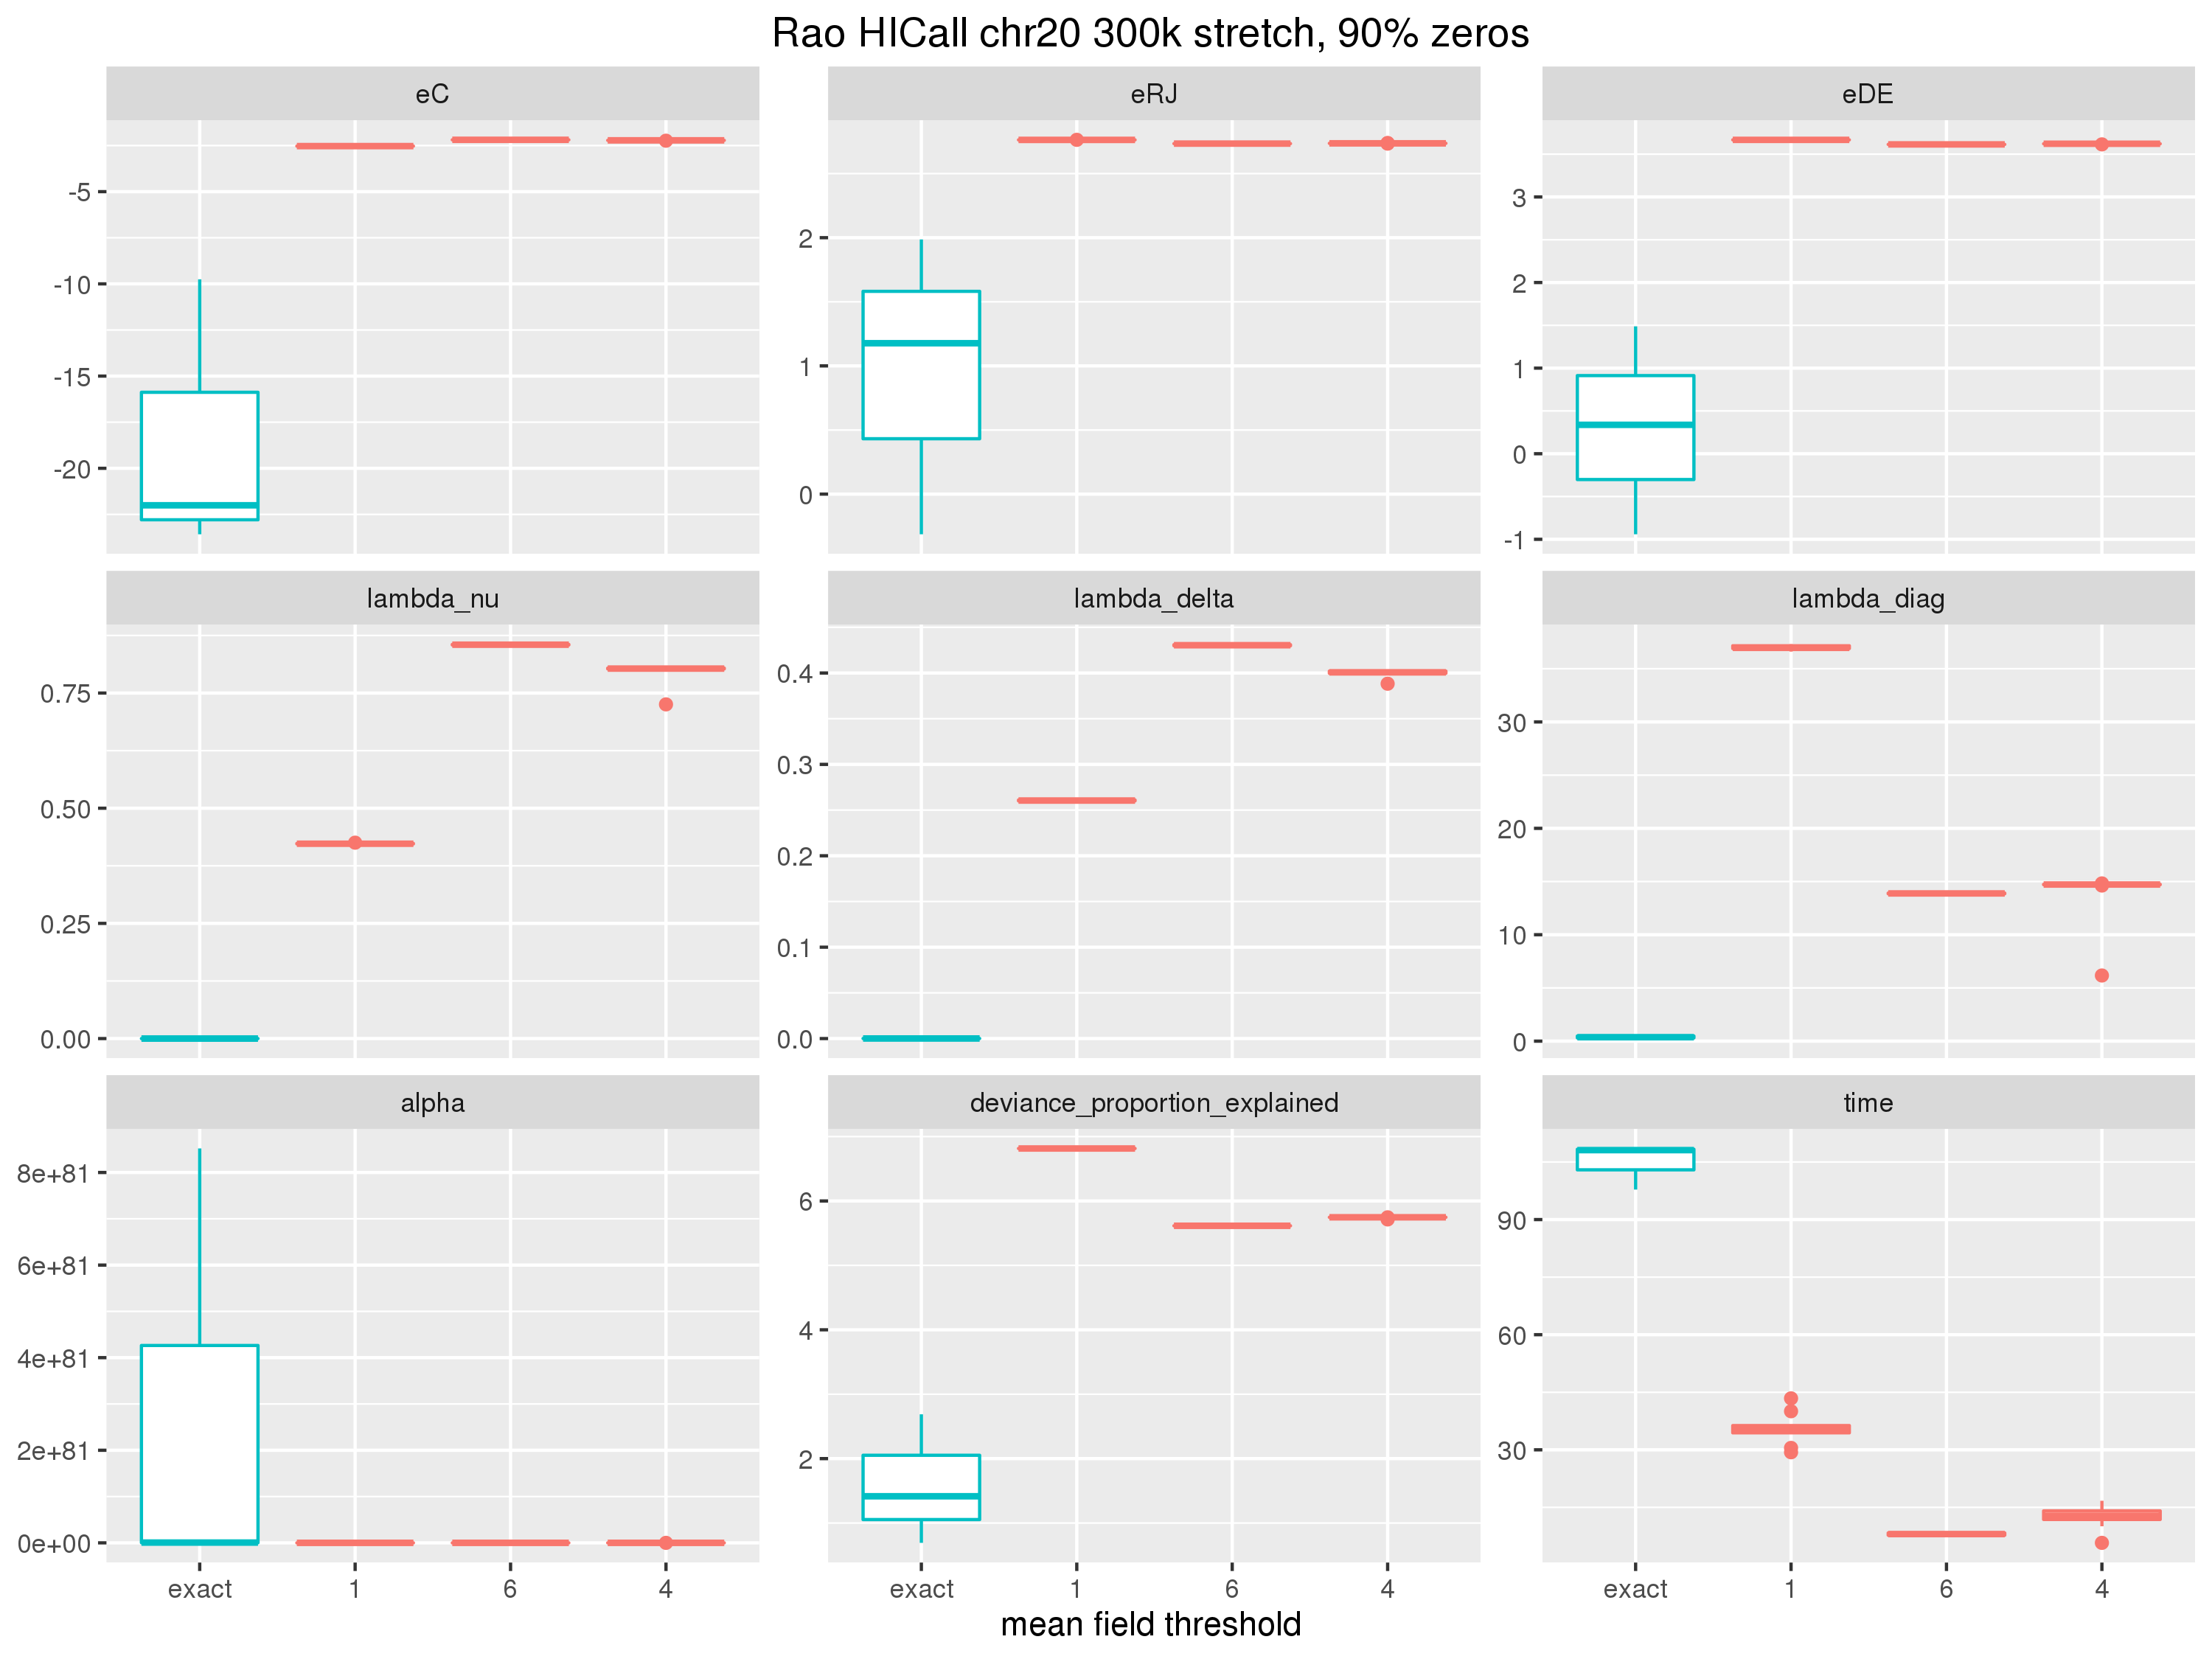 Rao HICall chr20 300k stretch, 90% zeros
eC
eRJ
eDE
-5
-10
-15
-20
2
1
0
3
2
1
0
-1
lambda_nu
lambda_delta
lambda_diag
0.75
0.50
0.25
0.00
0.4
0.3
0.2
0.1
0.0
30
20
10
0
alpha
deviance_proportion_explained
time
8e+81
6e+81
4e+81
2e+81
0e+00
6
4
2
90
60
30
exact 1 6 4
exact 1 6 4
exact 1 6 4
mean field threshold